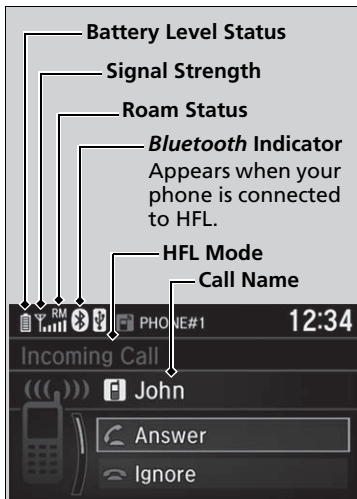 Battery Level Status
Signal Strength
Roam Status
Bluetooth Indicator
Appears when your
phone is connected
to HFL.
HFL Mode
Call Name
RM PHONE#1 12:34
Incoming Call
John
Answer
Ignore